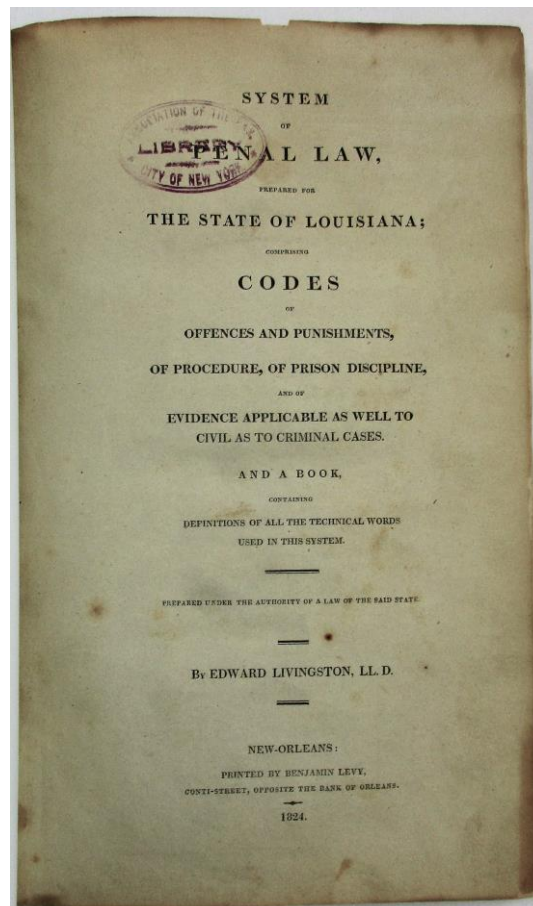 SYSTEM
OF
PENAL LAW,
ASSOCIATION OF THE BAR
LIBRARY
CITY OF NEW YORK
PREPARED FOR
THE STATE OF LOUISIANA;
COMPRISING
CODES
OF
OFFENCES AND PUNISHMENTS,
OF PROCEDURE, OF PRISON DISCIPLINE,
AND OF
EVIDENCE APPLICABLE AS WELL TO
CIVIL AS TO CRIMINAL CASES.
AND A BOOK,
CONTAINING
DEFINITIONS OF ALL THE TECHNICAL WORDS
USED IN THIS SYSTEM.
PREPARED UNDER THE AUTHORITY OF A LAW OF THE SAID STATE
By EDWARD LIVINGSTON, LL. D.
NEW-ORLEANS:
PRINTED BY BENJAMIN LEVY,
CONTI-STREET, OPPOSITE THE BANK OF ORLEANS.
1824.